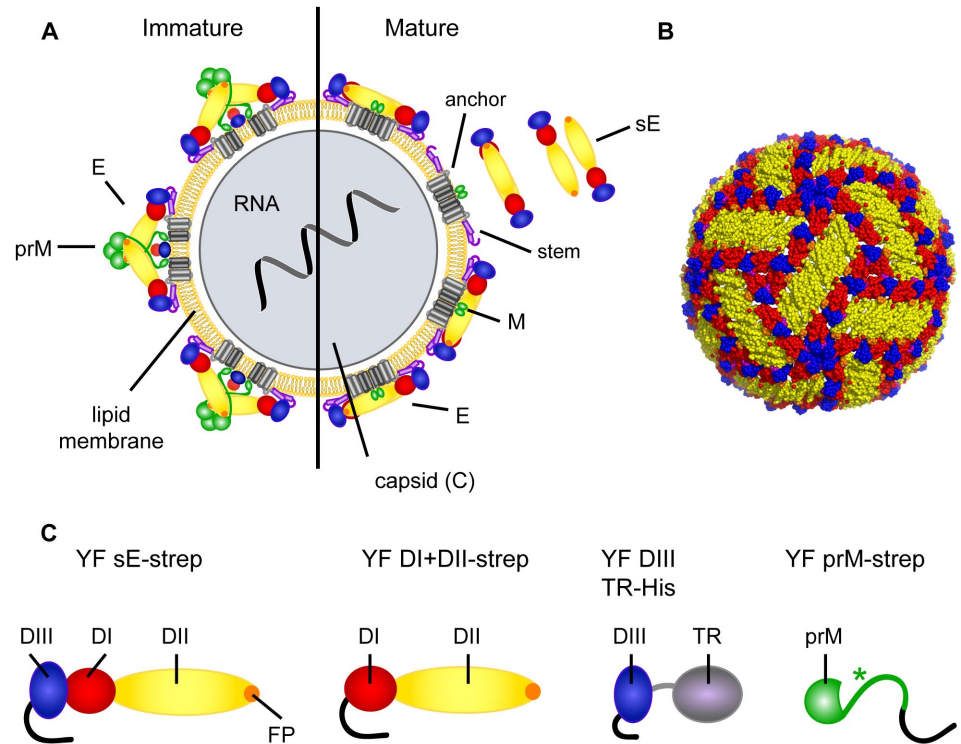 A
Immature
Mature
B
anchor
sE
E
RNA
prM
stem
M
lipid
membrane
E
capsid (C)
C
YF sE-strep
YF DI+DII-strep
YF DIII
TR-His
YF prM-strep
DIII
DI
DII
FP
DI
DII
DIII
TR
prM
*